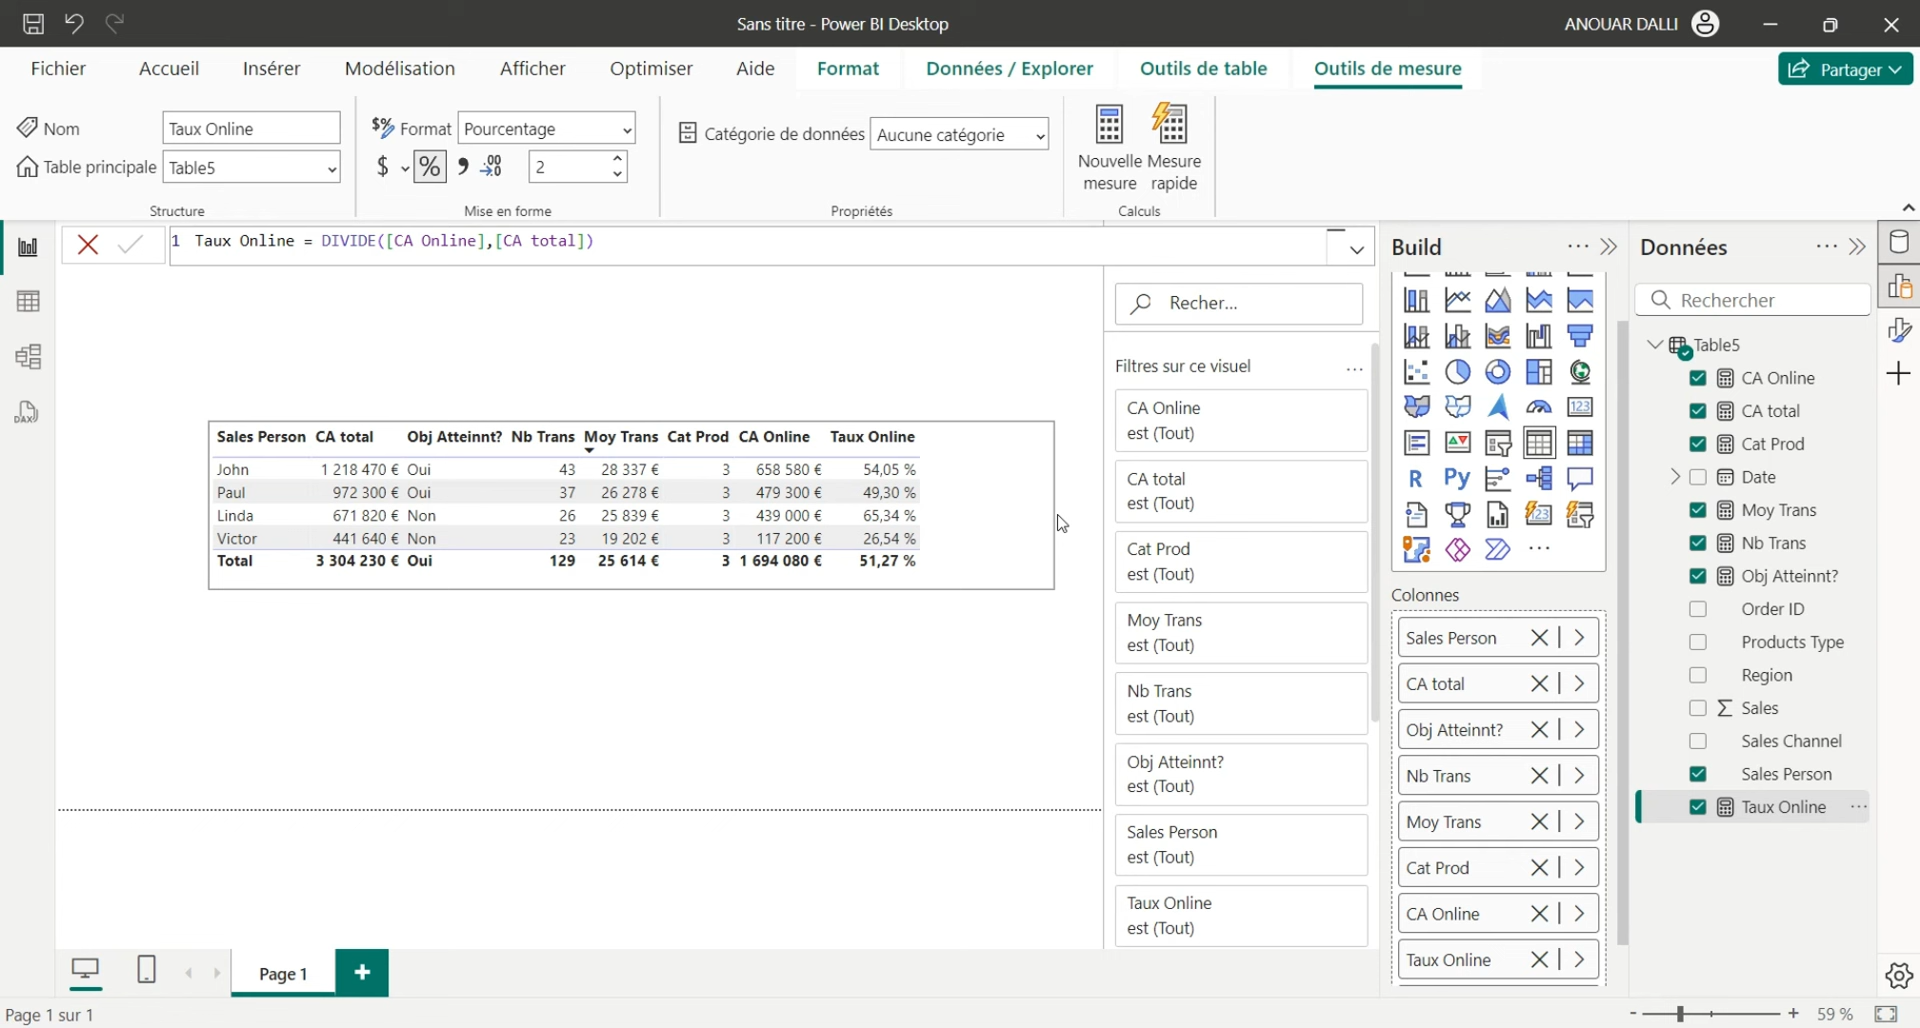 Sans titre - Power BI Desktop
ANOUAR DALLI
Fichier Accueil Insérer Modélisation Afficher Optimiser Aide Format Données / Explorer Outils de table Outils de mesure
Partager
Nom Taux Online
Format Pourcentage
Catégorie de données Aucune catégorie
Table principale Table5
$ % 9 .00 2
Nouvelle mesure
Mesure rapide
Structure Mise en forme Propriétés Calculs
1 Taux Online = DIVIDE([CA Online],[CA total])
Sales Person CA total Obj Atteinnt? Nb Trans Moy Trans Cat Prod CA Online Taux Online
John 1 218 470 € Oui 43 28 337 € 3 658 580 € 54,05 %
Paul 972 300 € Oui 37 26 278 € 3 479 300 € 49,30 %
Linda 671 820 € Non 26 25 839 € 3 439 000 € 65,34 %
Victor 441 640 € Non 23 19 202 € 3 117 200 € 26,54 %
Total 3 304 230 € Oui 129 25 614 € 3 1 694 080 € 51,27 %
Recher...
Filtres sur ce visuel ...
CA Online
est (Tout)
CA total
est (Tout)
Cat Prod
est (Tout)
Moy Trans
est (Tout)
Nb Trans
est (Tout)
Obj Atteinnt?
est (Tout)
Sales Person
est (Tout)
Taux Online
est (Tout)
Build ...
R Py
123
...
Colonnes
Sales Person
CA total
Obj Atteinnt?
Nb Trans
Moy Trans
Cat Prod
CA Online
Taux Online
Données ...
Rechercher
Table5
CA Online
CA total
Cat Prod
Date
Moy Trans
Nb Trans
Obj Atteinnt?
Order ID
Products Type
Region
Σ Sales
Sales Channel
Sales Person
Taux Online ...
DAX
Page 1 +
Page 1 sur 1
- + 59 %